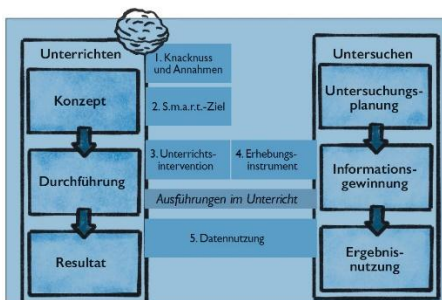 Unterrichten
Konzept
Durchführung
Resultat
1. Knacknuss
und Annahmen
2. S.m.a.r.t.-Ziel
3. Unterrichts-
intervention
4. Erhebungs-
instrument
Ausführungen im Unterricht
5. Datennutzung
Untersuchen
Untersuchungs-
planung
Informations-
gewinnung
Ergebnis-
nutzung